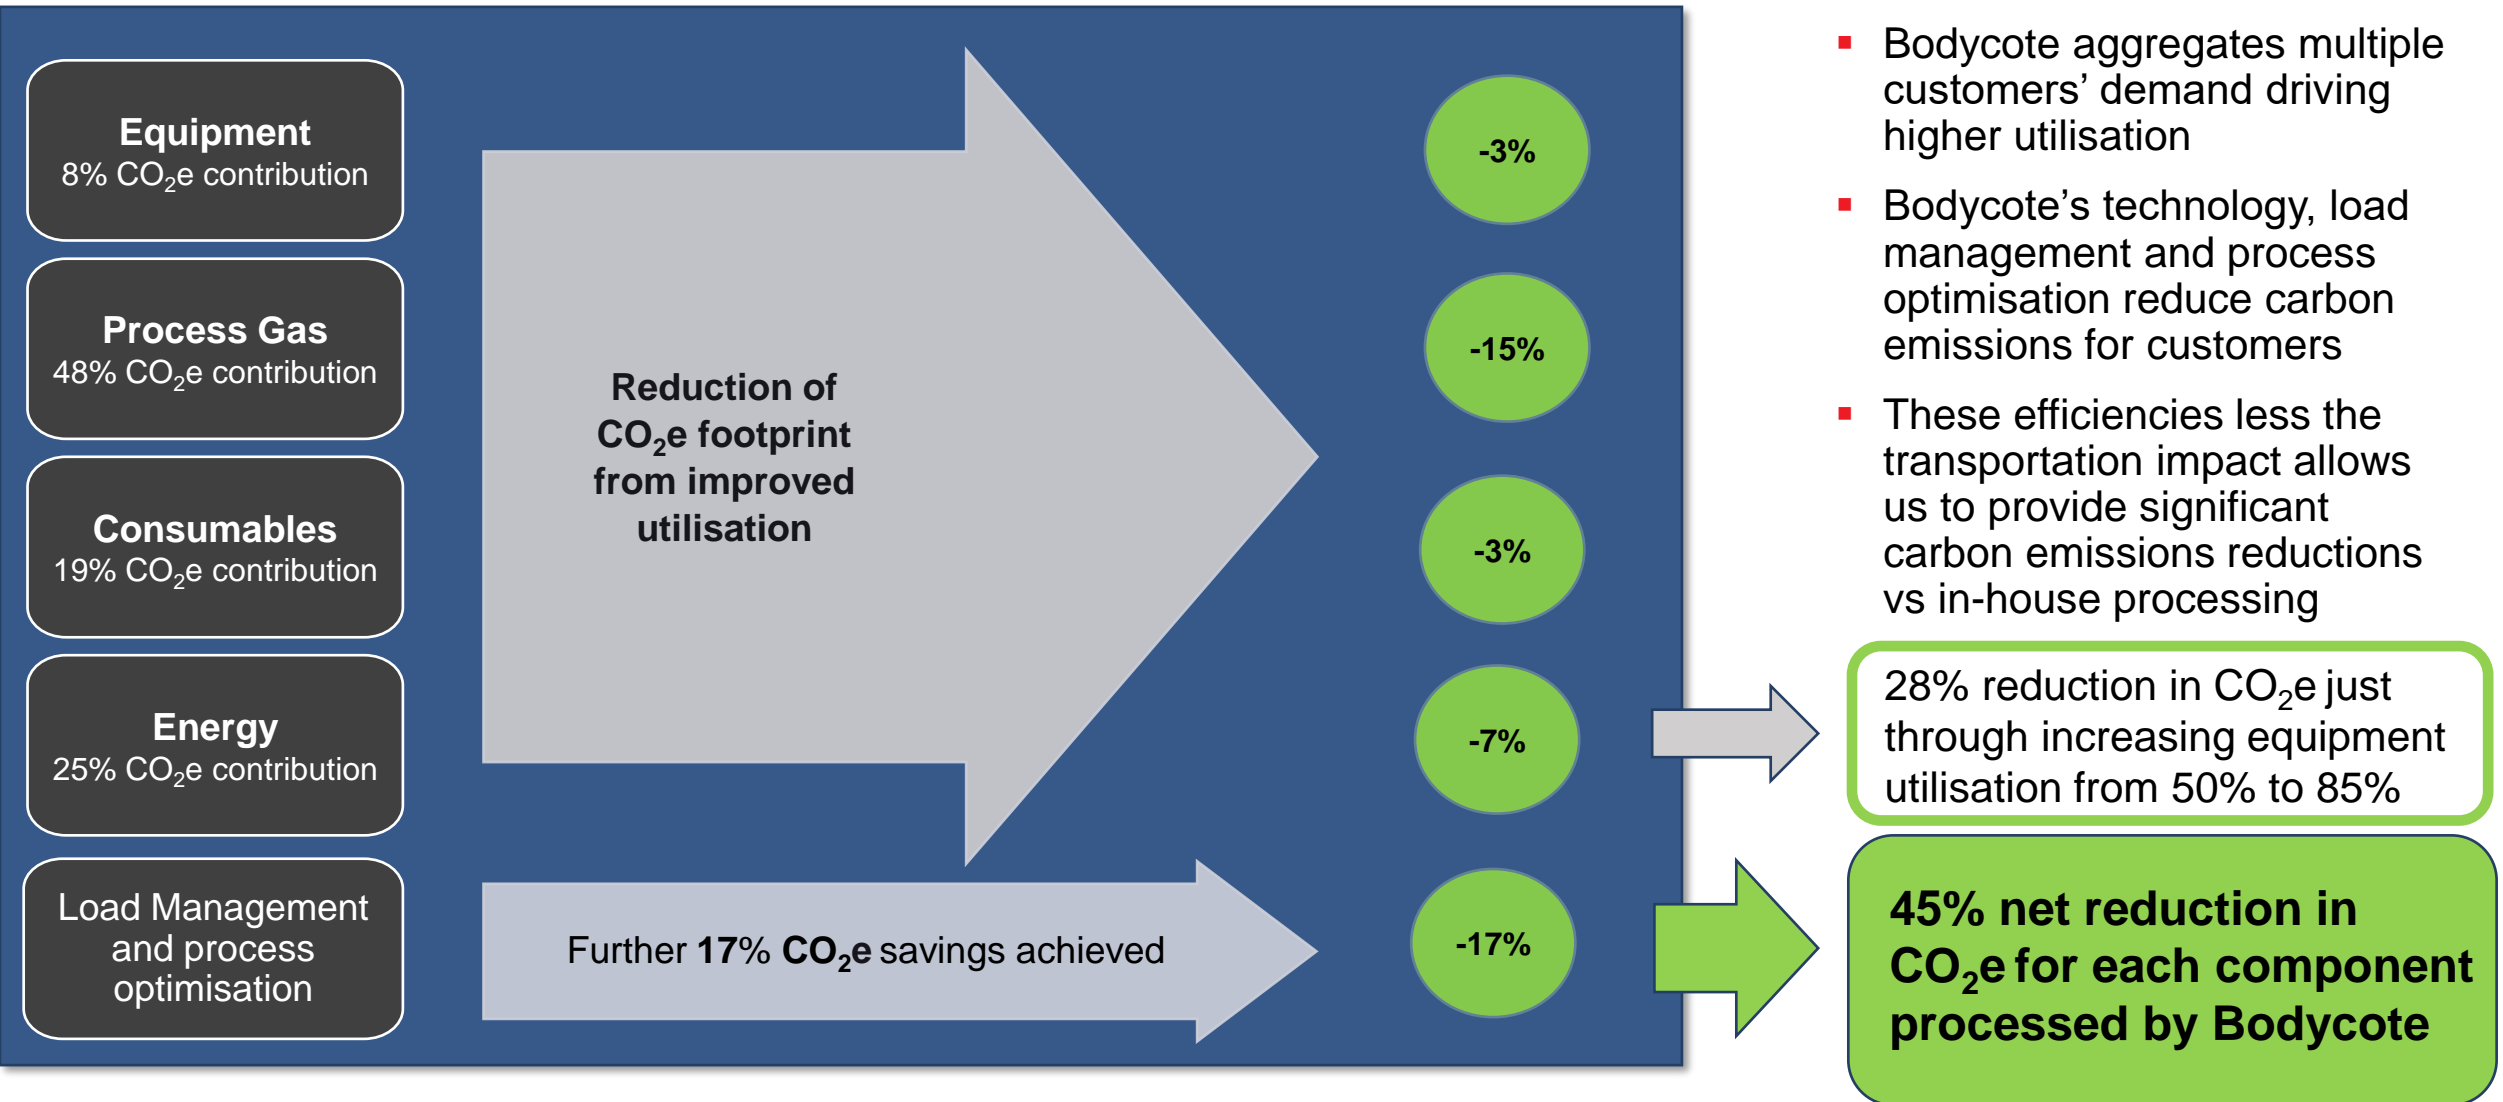 Equipment
8% CO₂e contribution
Process Gas
48% CO₂e contribution
Consumables
19% CO₂e contribution
Energy
25% CO₂e contribution
Load Management
and process
optimisation
Reduction of
CO₂e footprint
from improved
utilisation
Further 17% CO₂e savings achieved
-3%
-15%
-3%
-7%
-17%
▪ Bodycote aggregates multiple
customers’ demand driving
higher utilisation
▪ Bodycote’s technology, load
management and process
optimisation reduce carbon
emissions for customers
▪ These efficiencies less the
transportation impact allows
us to provide significant
carbon emissions reductions
vs in-house processing
28% reduction in CO₂e just
through increasing equipment
utilisation from 50% to 85%
45% net reduction in
CO₂e for each component
processed by Bodycote